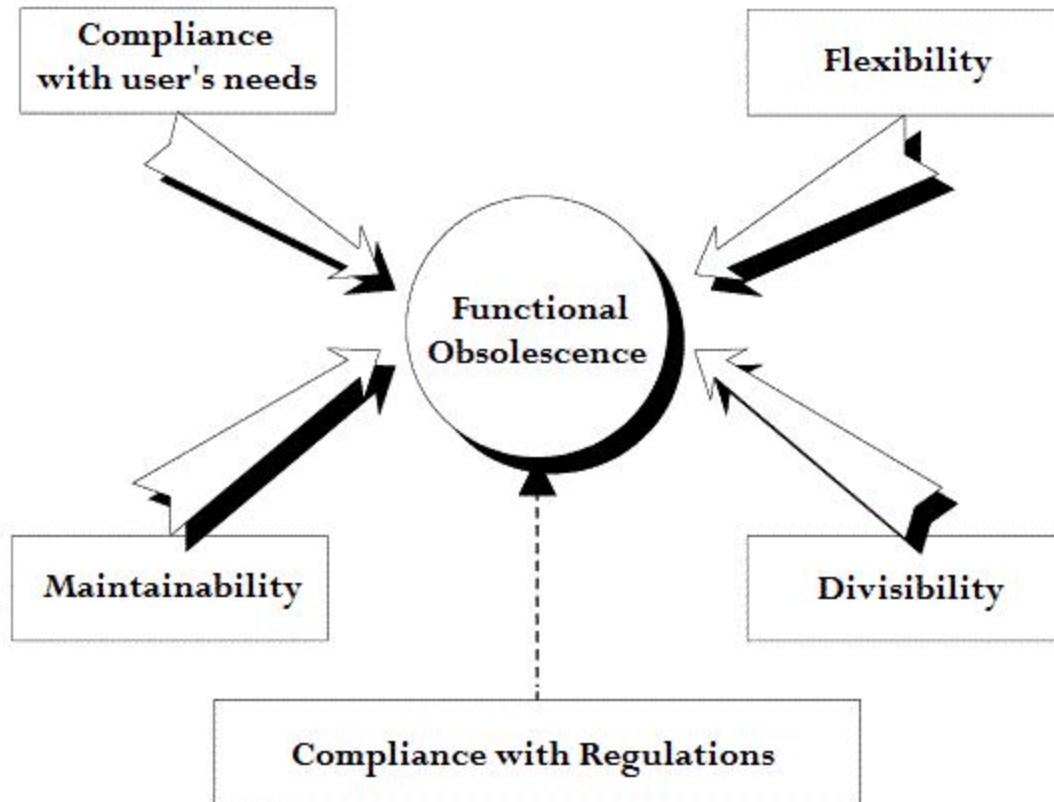 Compliance
with user's needs
Flexibility
Functional
Obsolescence
Maintainability
Divisibility
Compliance with Regulations